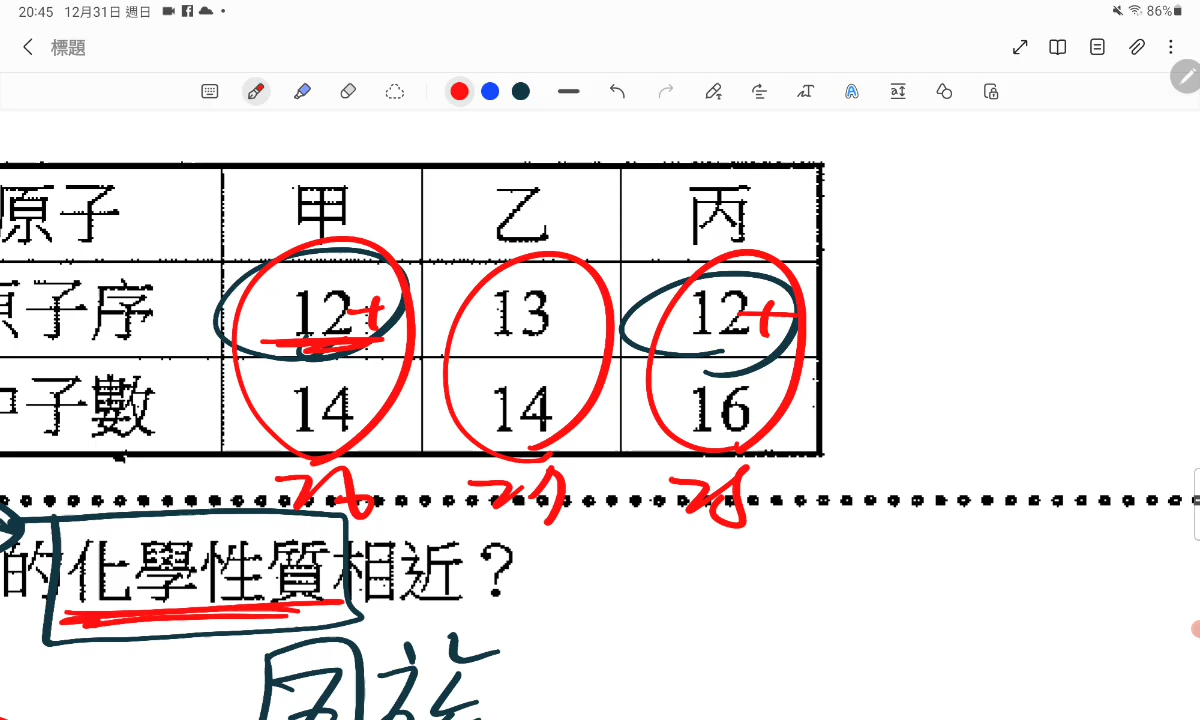 20:45 12月31日 週日 86%
標題
原子 甲 乙 丙
原子序 12+ 13 12+
中子數 14 14 16
26 27 28
的化學性質相近？
同族